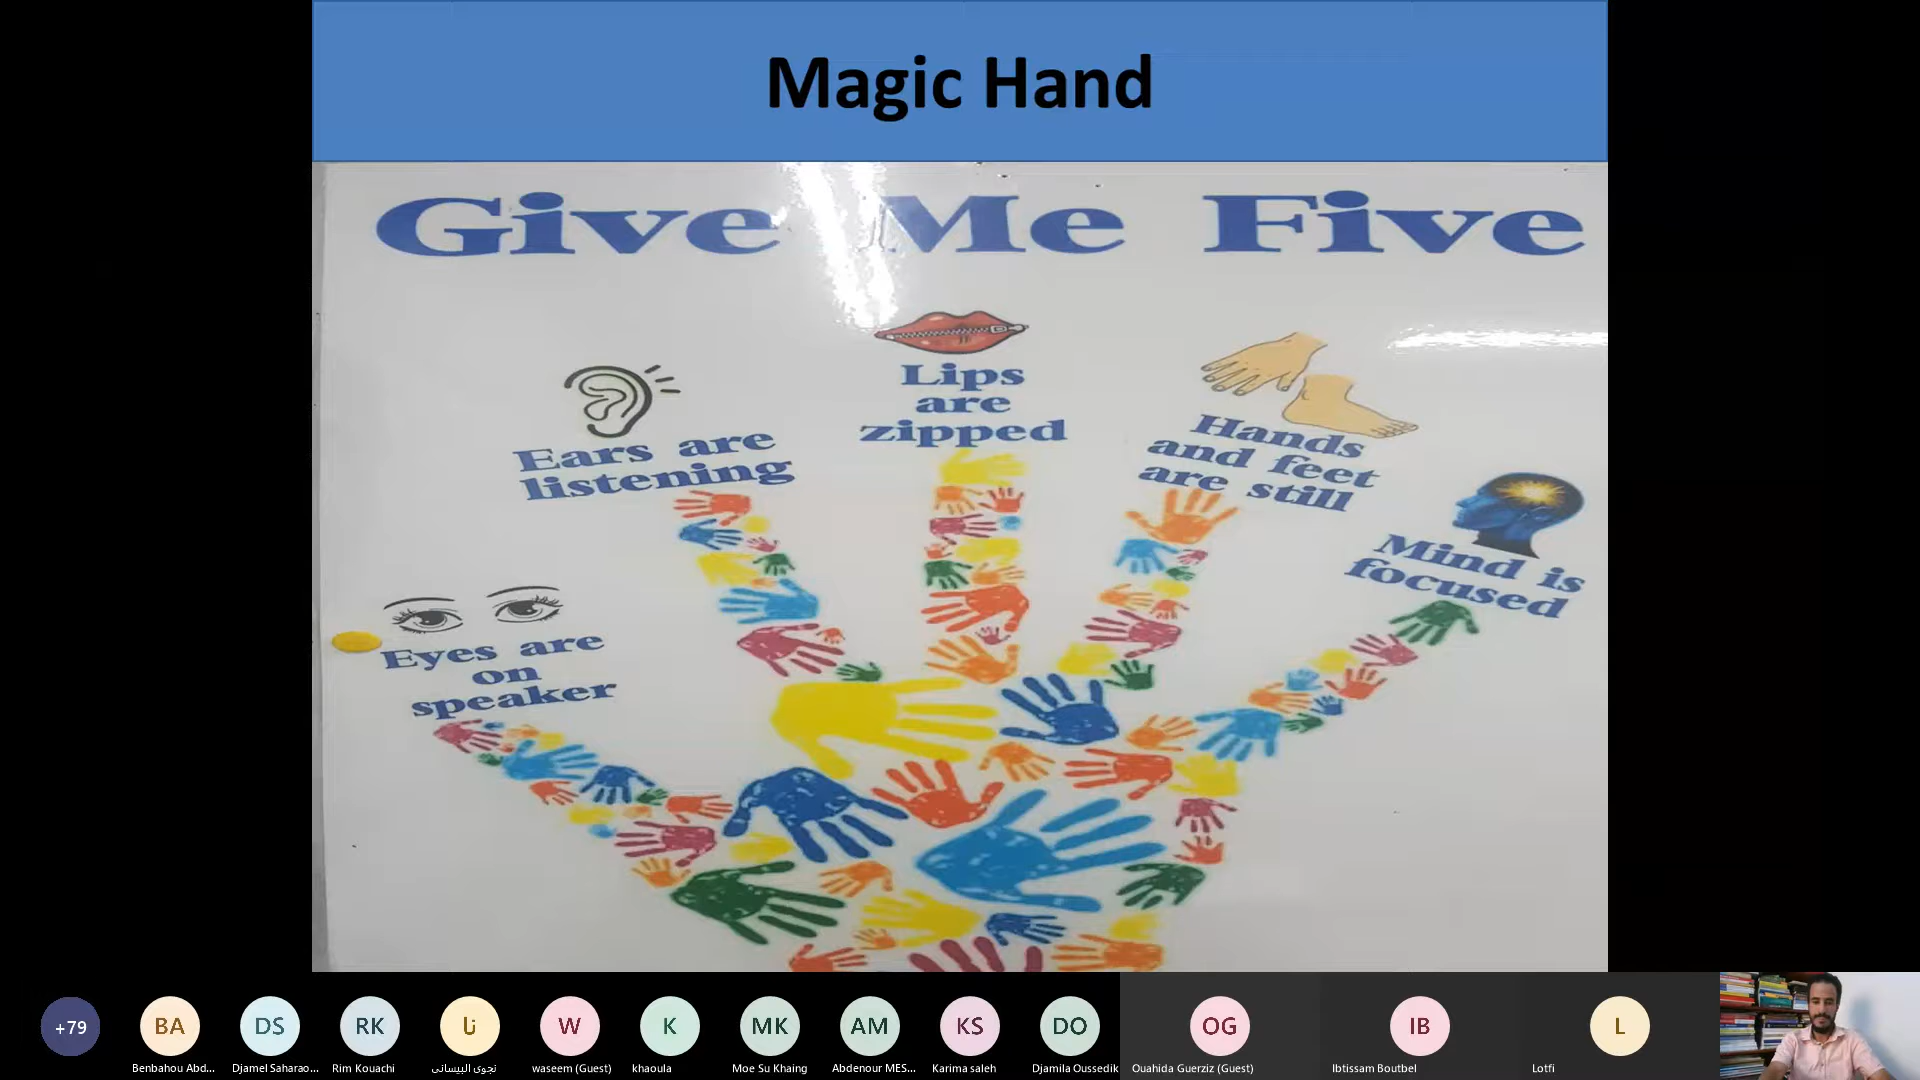 Magic Hand
Give Me Five
Lips
are
zipped
Ears are
listening
Hands
and feet
are still
Mind is
focused
Eyes are
on
speaker
+79
BA
DS
RK
نا
W
K
MK
AM
KS
DO
OG
IB
L
Benbahou Abd...
Djamel Saharao...
Rim Kouachi
نجوى البيسانى
waseem (Guest)
khaoula
Moe Su Khaing
Abdenour MES...
Karima saleh
Djamila Oussedik
Ouahida Guerziz (Guest)
Ibtissam Boutbel
Lotfi